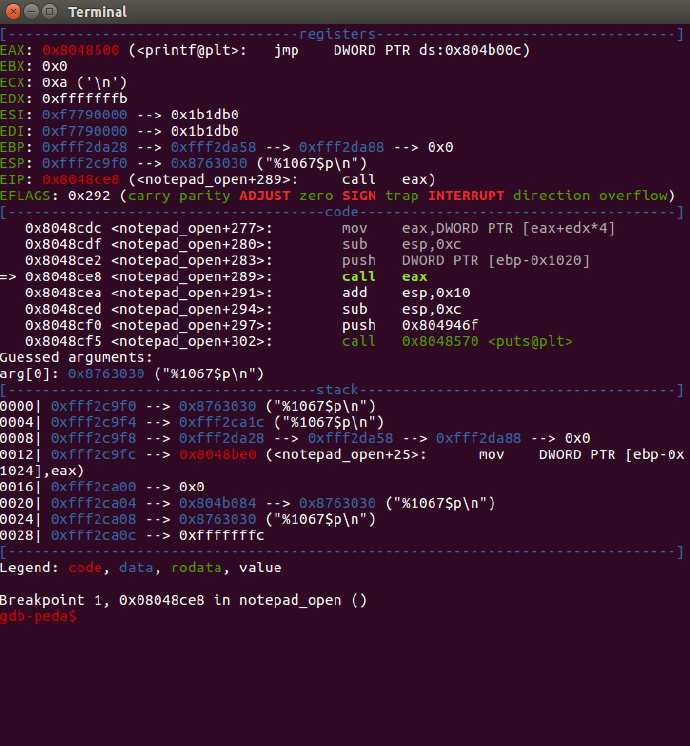 Terminal
[----------------------------------registers-----------------------------------]
EAX: 0x8048500 (<printf@plt>:	jmp    DWORD PTR ds:0x804b00c)
EBX: 0x0
ECX: 0xa ('\n')
EDX: 0xfffffffb
ESI: 0xf7790000 --> 0x1b1db0
EDI: 0xf7790000 --> 0x1b1db0
EBP: 0xfff2da28 --> 0xfff2da58 --> 0xfff2da88 --> 0x0
ESP: 0xfff2c9f0 --> 0x8763030 ("%1067$p\n")
EIP: 0x8048ce8 (<notepad_open+289>:	call   eax)
EFLAGS: 0x292 (carry parity ADJUST zero SIGN trap INTERRUPT direction overflow)
[-------------------------------------code-------------------------------------]
   0x8048cdc <notepad_open+277>:	mov    eax,DWORD PTR [eax+edx*4]
   0x8048cdf <notepad_open+280>:	sub    esp,0xc
   0x8048ce2 <notepad_open+283>:	push   DWORD PTR [ebp-0x1020]
=> 0x8048ce8 <notepad_open+289>:	call   eax
   0x8048cea <notepad_open+291>:	add    esp,0x10
   0x8048ced <notepad_open+294>:	sub    esp,0xc
   0x8048cf0 <notepad_open+297>:	push   0x804946f
   0x8048cf5 <notepad_open+302>:	call   0x8048570 <puts@plt>
Guessed arguments:
arg[0]: 0x8763030 ("%1067$p\n")
[------------------------------------stack-------------------------------------]
0000| 0xfff2c9f0 --> 0x8763030 ("%1067$p\n")
0004| 0xfff2c9f4 --> 0xfff2ca1c ("%1067$p\n")
0008| 0xfff2c9f8 --> 0xfff2da28 --> 0xfff2da58 --> 0xfff2da88 --> 0x0
0012| 0xfff2c9fc --> 0x8048be0 (<notepad_open+25>:	mov    DWORD PTR [ebp-0x
1024],eax)
0016| 0xfff2ca00 --> 0x0
0020| 0xfff2ca04 --> 0x804b084 --> 0x8763030 ("%1067$p\n")
0024| 0xfff2ca08 --> 0x8763030 ("%1067$p\n")
0028| 0xfff2ca0c --> 0xfffffffc
[------------------------------------------------------------------------------]
Legend: code, data, rodata, value
Breakpoint 1, 0x08048ce8 in notepad_open ()
gdb-peda$